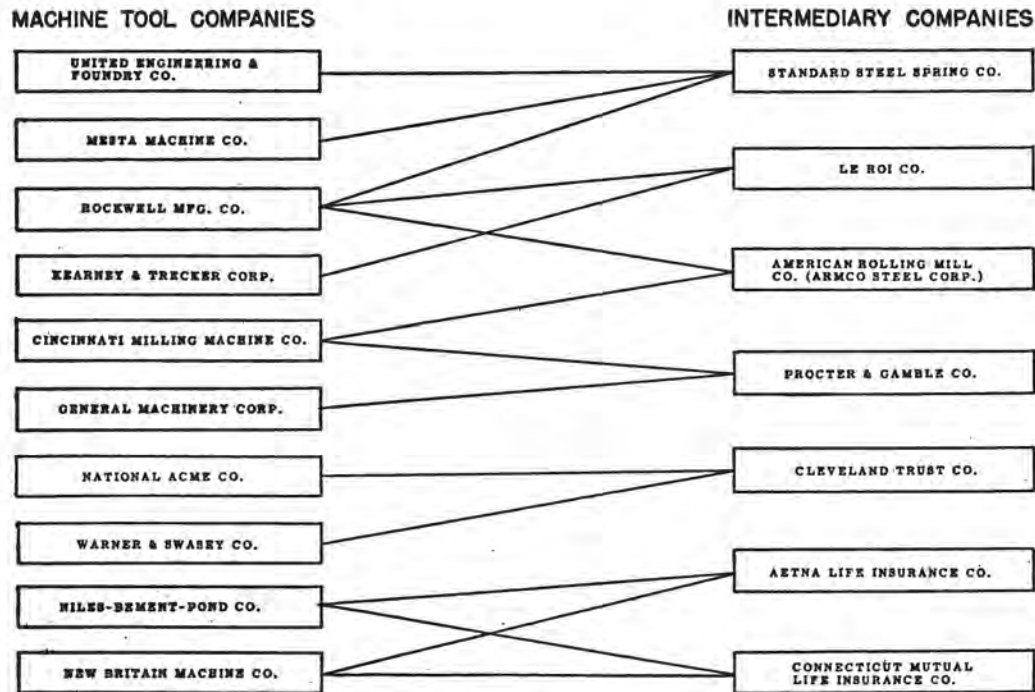 MACHINE TOOL COMPANIES
UNITED ENGINEERING &
FOUNDRY CO.
MESTA MACHINE CO.
ROCKWELL MFG. CO.
KEARNEY & TRECKER CORP.
CINCINNATI MILLING MACHINE CO.
GENERAL MACHINERY CORP.
NATIONAL ACME CO.
WARNER & SWASEY CO.
NILES-BEMENT-POND CO.
NEW BRITAIN MACHINE CO.
INTERMEDIARY COMPANIES
STANDARD STEEL SPRING CO.
LE ROI CO.
AMERICAN ROLLING MILL
CO. (ARMCO STEEL CORP.)
PROCTER & GAMBLE CO.
CLEVELAND TRUST CO.
AETNA LIFE INSURANCE CO.
CONNECTICUT MUTUAL
LIFE INSURANCE CO.